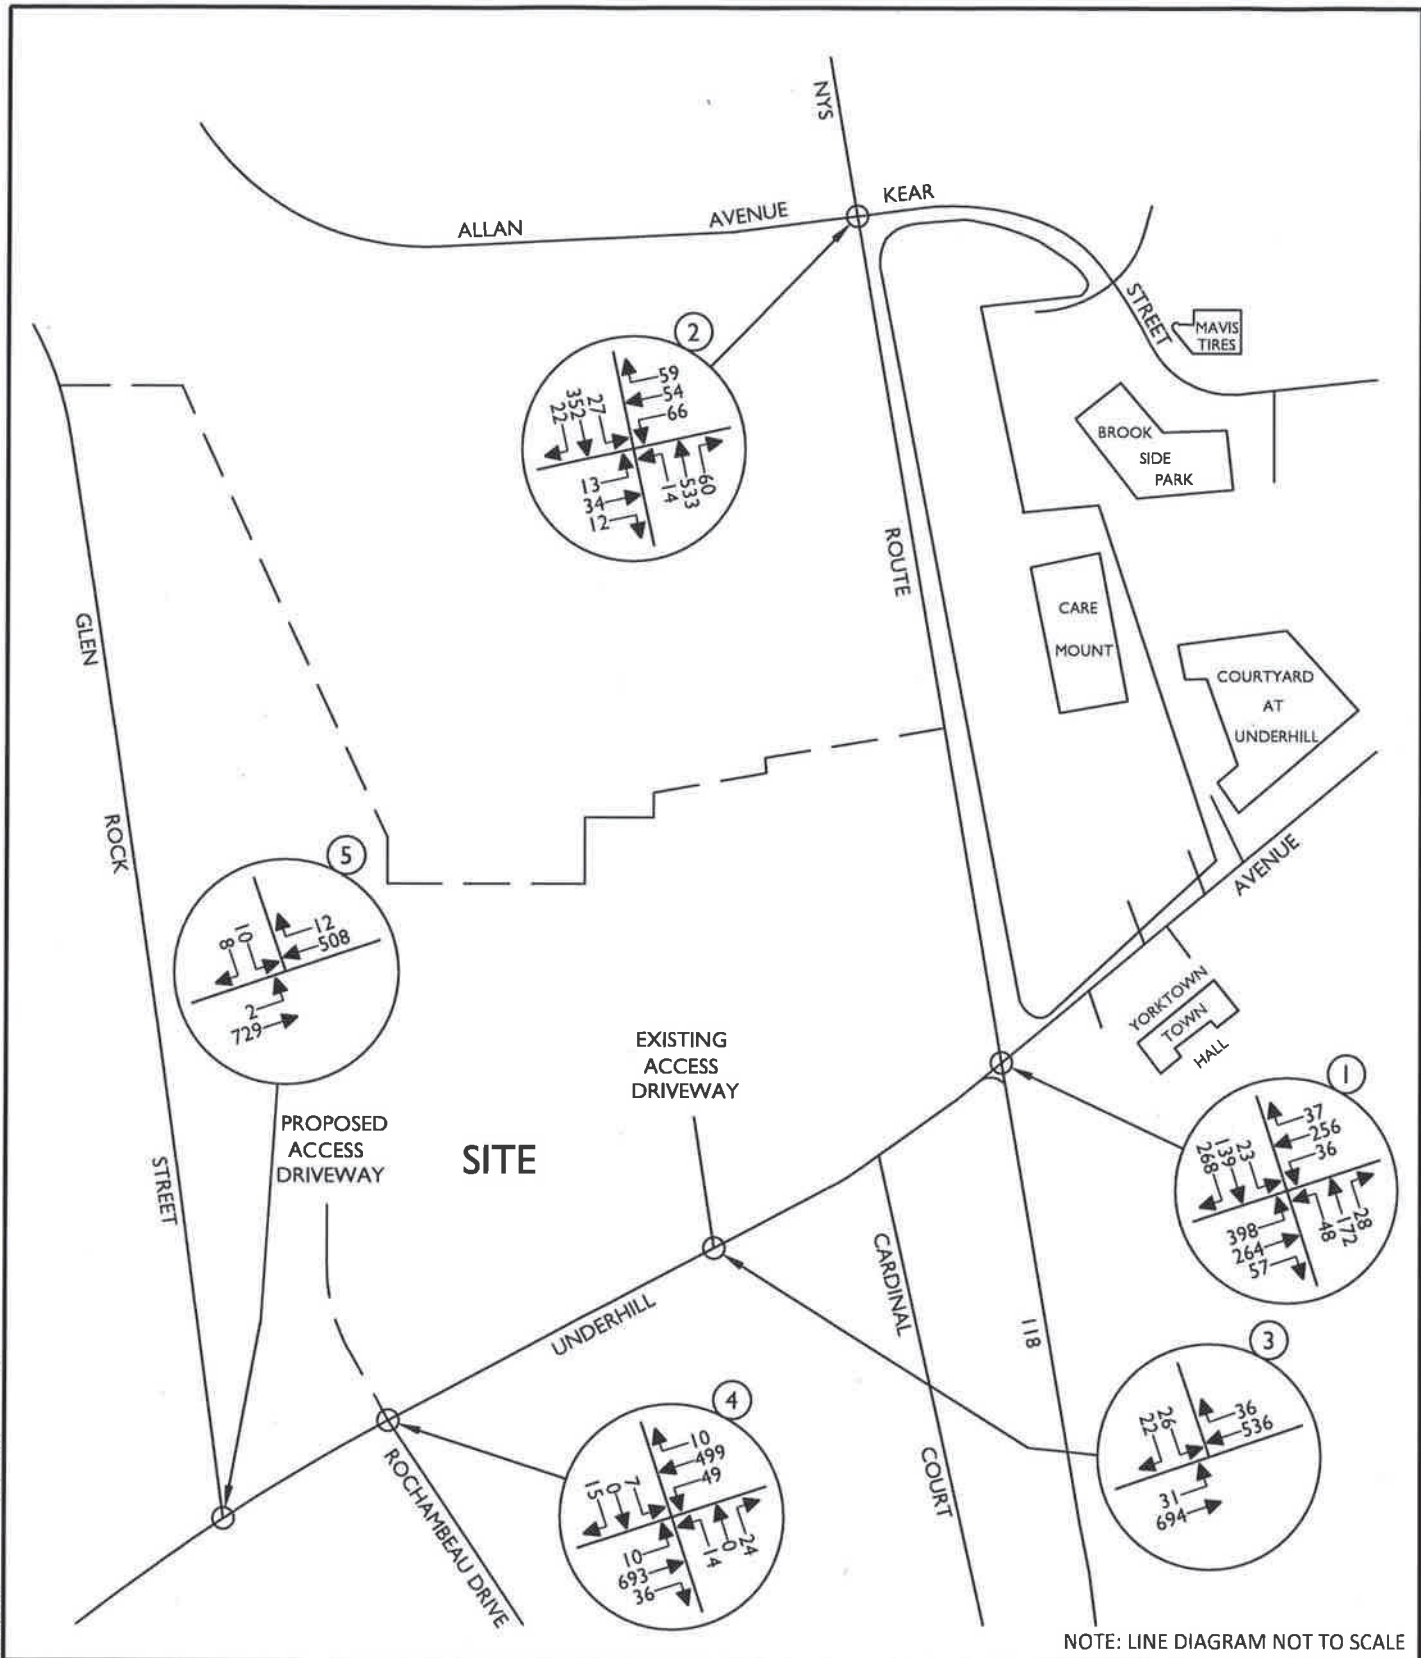 NYS
KEAR
ALLAN
AVENUE
STREET
MAVIS
TIRES
2
59
54
66
27
352
22
13
34
12
14
533
60
BROOK
SIDE
PARK
ROUTE
CARE
MOUNT
GLEN
COURTYARD
AT
UNDERHILL
ROCK
AVENUE
5
12
508
10
8
2
729
YORKTOWN
TOWN
HALL
EXISTING
ACCESS
DRIVEWAY
1
37
256
36
23
139
268
398
264
57
48
172
28
PROPOSED
ACCESS
DRIVEWAY
SITE
STREET
CARDINAL
UNDERHILL
118
3
36
536
26
22
31
694
4
10
499
49
7
0
15
10
693
36
14
0
24
ROCHAMBEAU DRIVE
COURT
NOTE: LINE DIAGRAM NOT TO SCALE